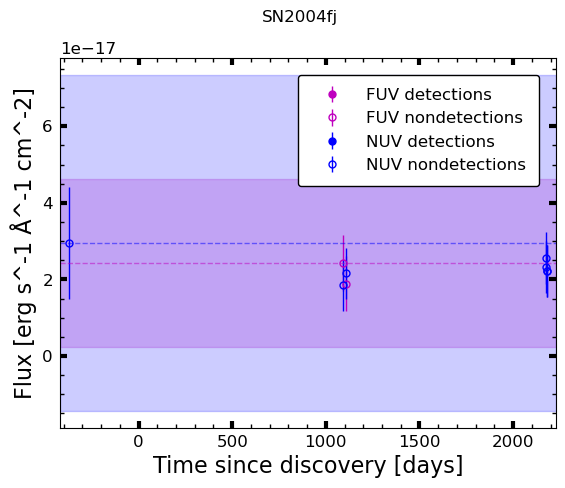 SN2004fj
1e−17
FUV detections
FUV nondetections
NUV detections
NUV nondetections
6
4
2
0
Flux [erg s^-1 Å^-1 cm^-2]
0 500 1000 1500 2000
Time since discovery [days]